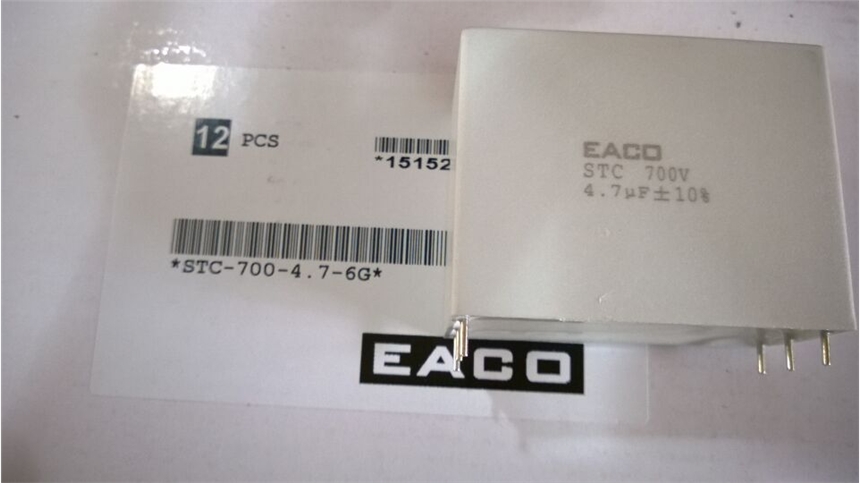 12 PCS
*15152
*STC-700-4.7-6G*
EACO
EACO
STC 700V
4.7µF±10%